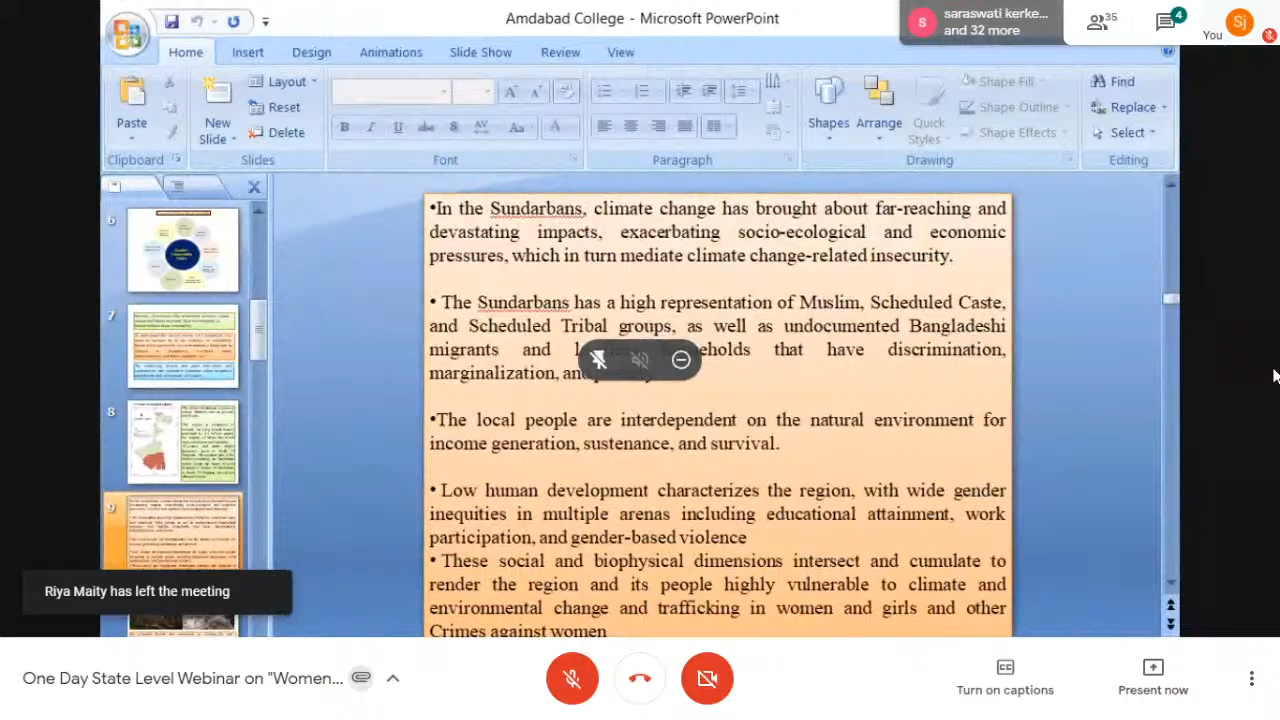 Amdabad College - Microsoft PowerPoint
saraswati kerke...
and 32 more
35
4
Sj
You
Home Insert Design Animations Slide Show Review View
Paste
Clipboard
New
Slide
Layout
Reset
Delete
Slides
B I U abc S AV Aa A
Font
Paragraph
Shapes
Arrange
Quick
Styles
Shape Fill
Shape Outline
Shape Effects
Drawing
Find
Replace
Select
Editing
6
7
8
9
•In the Sundarbans, climate change has brought about far-reaching and
devastating impacts, exacerbating socio-ecological and economic
pressures, which in turn mediate climate change-related insecurity.
• The Sundarbans has a high representation of Muslim, Scheduled Caste,
and Scheduled Tribal groups, as well as undocumented Bangladeshi
migrants and that have discrimination,
marginalization,
•The local people are interdependent on the natural environment for
income generation, sustenance, and survival.
• Low human development characterizes the region, with wide gender
inequities in multiple arenas including educational attainment, work
participation, and gender-based violence
• These social and biophysical dimensions intersect and cumulate to
render the region and its people highly vulnerable to climate and
environmental change and trafficking in women and girls and other
Crimes against women
Riya Maity has left the meeting
One Day State Level Webinar on "Women...
Turn on captions
Present now